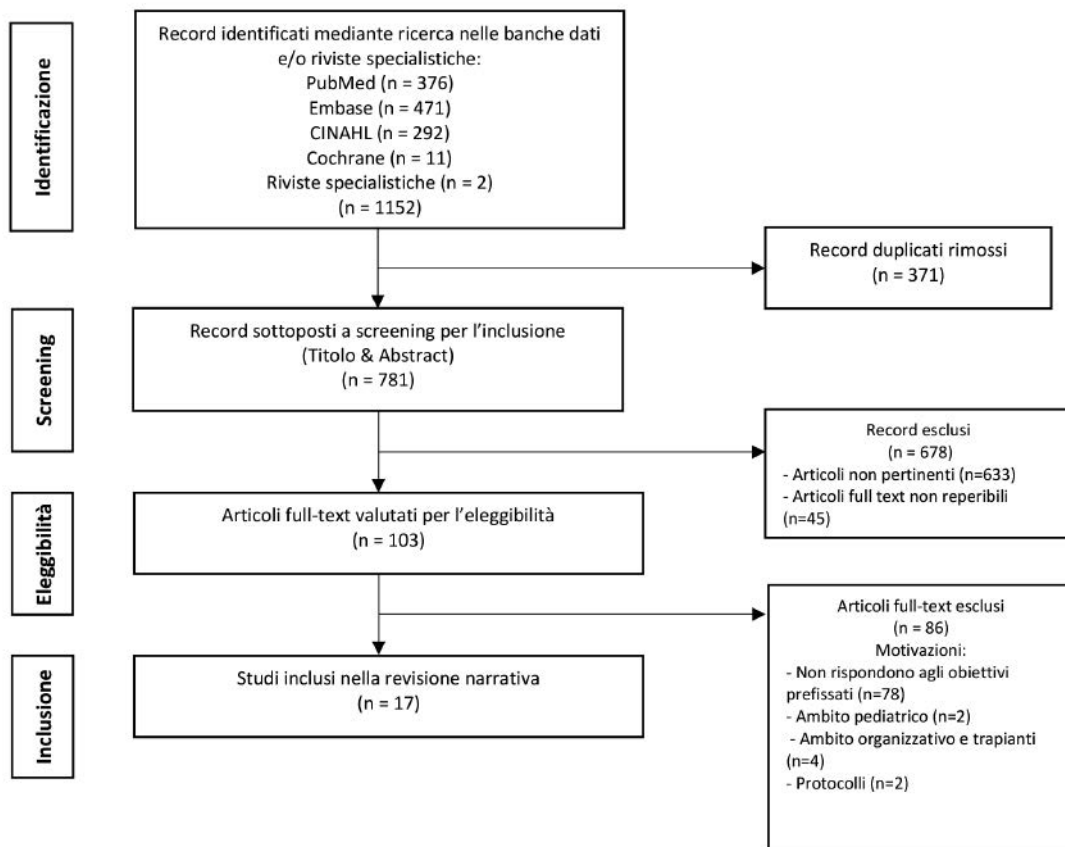 Identificazione
Record identificati mediante ricerca nelle banche dati
e/o riviste specialistiche:
PubMed (n = 376)
Embase (n = 471)
CINAHL (n = 292)
Cochrane (n = 11)
Riviste specialistiche (n = 2)
(n = 1152)
Record duplicati rimossi
(n = 371)
Screening
Record sottoposti a screening per l’inclusione
(Titolo & Abstract)
(n = 781)
Record esclusi
(n = 678)
- Articoli non pertinenti (n=633)
- Articoli full text non reperibili
(n=45)
Eleggibilità
Articoli full-text valutati per l’eleggibilità
(n = 103)
Articoli full-text esclusi
(n = 86)
Motivazioni:
- Non rispondono agli obiettivi
prefissati (n=78)
- Ambito pediatrico (n=2)
- Ambito organizzativo e trapianti
(n=4)
- Protocolli (n=2)
Inclusione
Studi inclusi nella revisione narrativa
(n = 17)